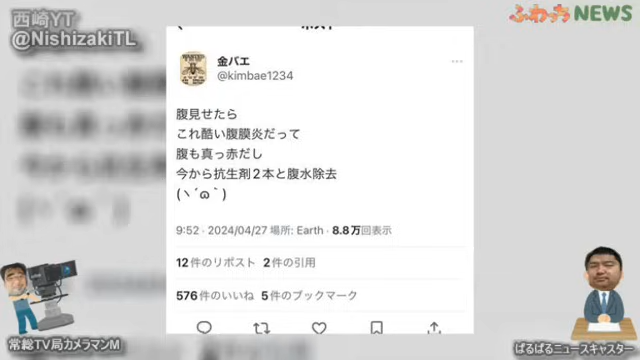 西崎YT
@NishizakiTL
ふわっち NEWS
金バエ
@kimbae1234
腹見せたら
これ酷い腹膜炎だって
腹も真っ赤だし
今から抗生剤2本と腹水除去
(ヽ´ɷ`)
9:52 · 2024/04/27 場所: Earth · 8.8万回表示
12件のリポスト 2件の引用
576件のいいね 5件のブックマーク
常総TV局カメラマンM
ぱるぱるニュースキャスター